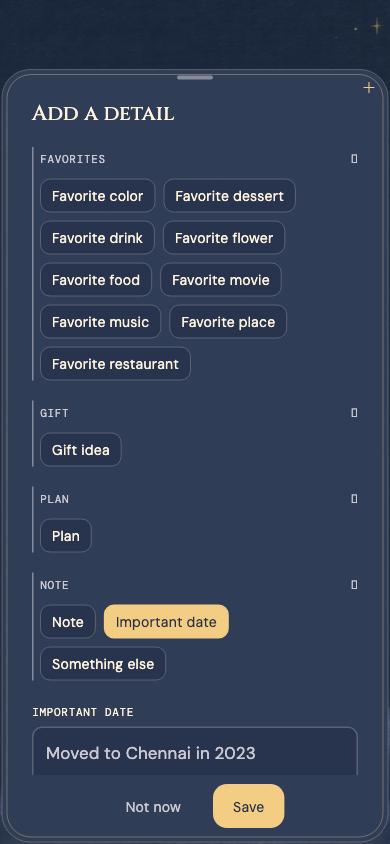 Add a detail
FAVORITES
Favorite color Favorite dessert
Favorite drink Favorite flower
Favorite food Favorite movie
Favorite music Favorite place
Favorite restaurant
GIFT
Gift idea
PLAN
Plan
NOTE
Note Important date
Something else
IMPORTANT DATE
Moved to Chennai in 2023
Not now Save